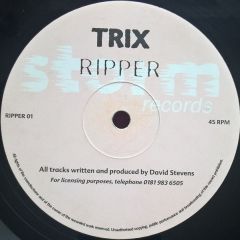 TRIX
RIPPER
storm
records
RIPPER 01
45 RPM
All tracks written and produced by David Stevens
For licensing purposes, telephone 0181 983 6505